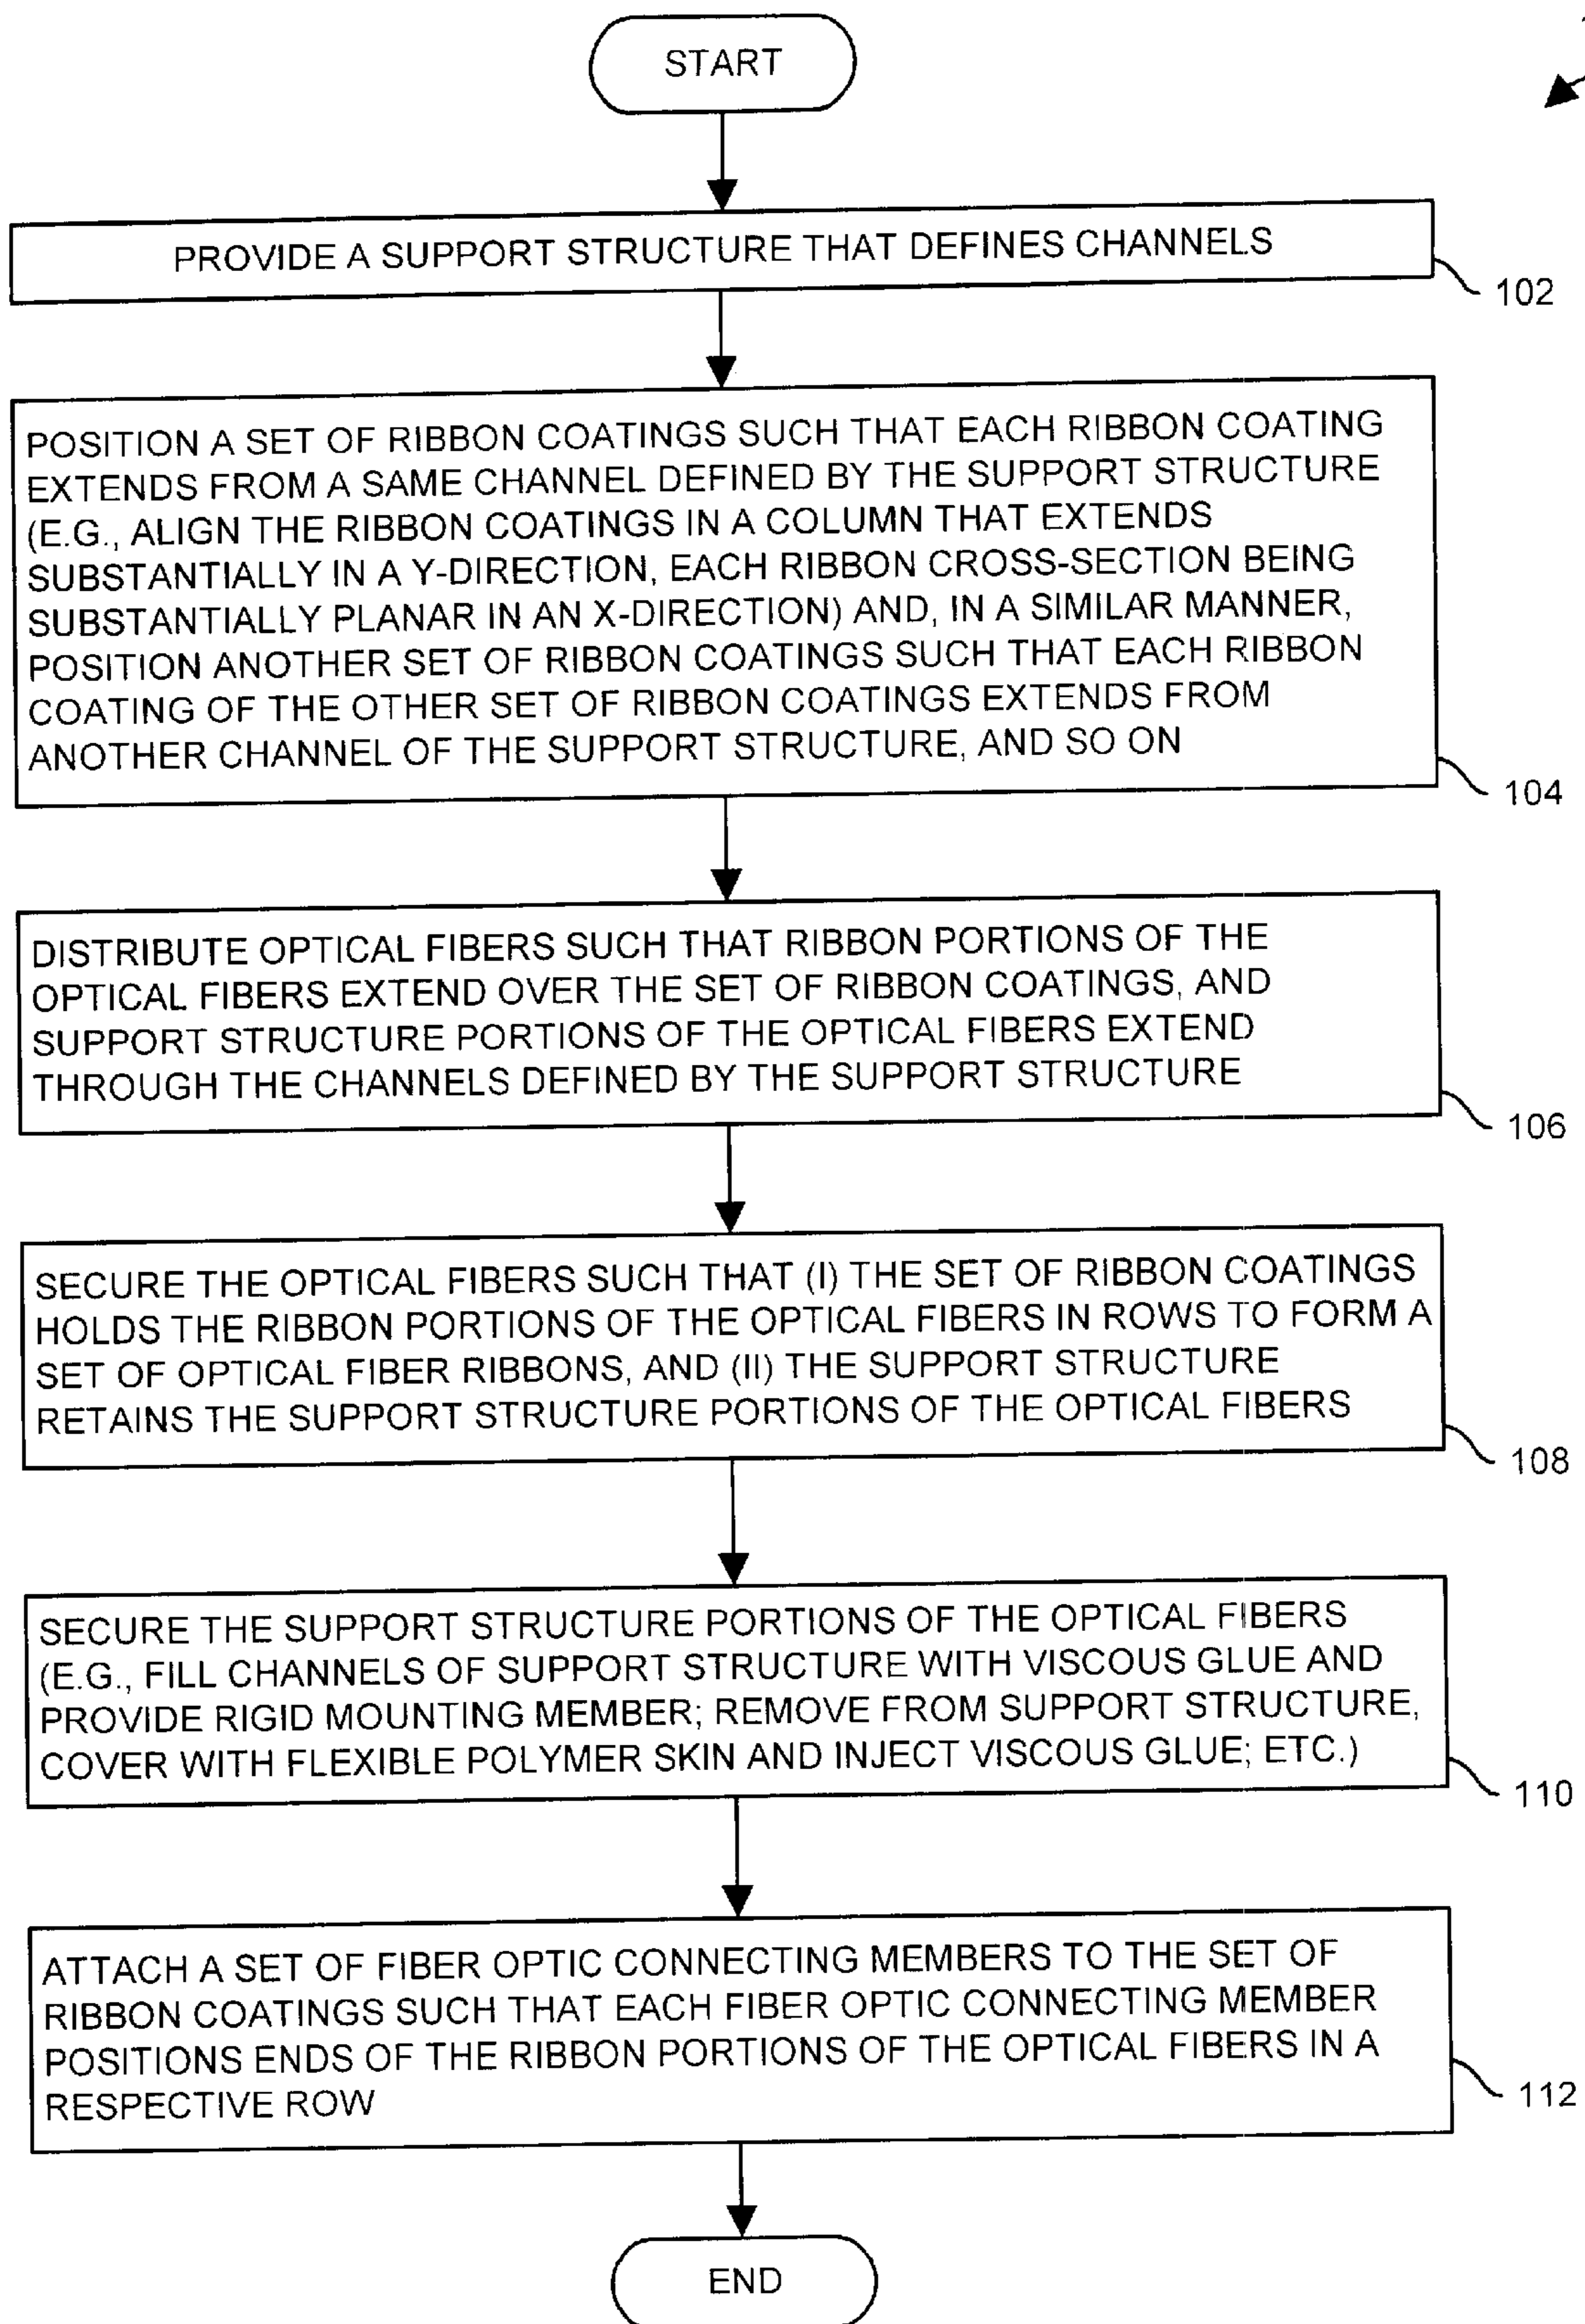 START
PROVIDE A SUPPORT STRUCTURE THAT DEFINES CHANNELS
102
POSITION A SET OF RIBBON COATINGS SUCH THAT EACH RIBBON COATING
EXTENDS FROM A SAME CHANNEL DEFINED BY THE SUPPORT STRUCTURE
(E.G., ALIGN THE RIBBON COATINGS IN A COLUMN THAT EXTENDS
SUBSTANTIALLY IN A Y-DIRECTION, EACH RIBBON CROSS-SECTION BEING
SUBSTANTIALLY PLANAR IN AN X-DIRECTION) AND, IN A SIMILAR MANNER,
POSITION ANOTHER SET OF RIBBON COATINGS SUCH THAT EACH RIBBON
COATING OF THE OTHER SET OF RIBBON COATINGS EXTENDS FROM
ANOTHER CHANNEL OF THE SUPPORT STRUCTURE, AND SO ON
104
DISTRIBUTE OPTICAL FIBERS SUCH THAT RIBBON PORTIONS OF THE
OPTICAL FIBERS EXTEND OVER THE SET OF RIBBON COATINGS, AND
SUPPORT STRUCTURE PORTIONS OF THE OPTICAL FIBERS EXTEND
THROUGH THE CHANNELS DEFINED BY THE SUPPORT STRUCTURE
106
SECURE THE OPTICAL FIBERS SUCH THAT (I) THE SET OF RIBBON COATINGS
HOLDS THE RIBBON PORTIONS OF THE OPTICAL FIBERS IN ROWS TO FORM A
SET OF OPTICAL FIBER RIBBONS, AND (II) THE SUPPORT STRUCTURE
RETAINS THE SUPPORT STRUCTURE PORTIONS OF THE OPTICAL FIBERS
108
SECURE THE SUPPORT STRUCTURE PORTIONS OF THE OPTICAL FIBERS
(E.G., FILL CHANNELS OF SUPPORT STRUCTURE WITH VISCOUS GLUE AND
PROVIDE RIGID MOUNTING MEMBER; REMOVE FROM SUPPORT STRUCTURE,
COVER WITH FLEXIBLE POLYMER SKIN AND INJECT VISCOUS GLUE; ETC.)
110
ATTACH A SET OF FIBER OPTIC CONNECTING MEMBERS TO THE SET OF
RIBBON COATINGS SUCH THAT EACH FIBER OPTIC CONNECTING MEMBER
POSITIONS ENDS OF THE RIBBON PORTIONS OF THE OPTICAL FIBERS IN A
RESPECTIVE ROW
112
END